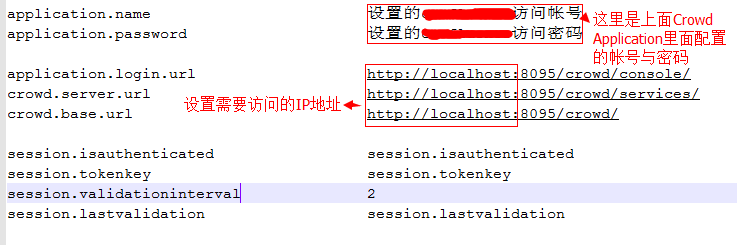 application.name 设置的 访问帐号
application.password 设置的 访问密码
这里是上面Crowd
Application里面配置
的帐号与密码
application.login.url http://localhost:8095/crowd/console/
crowd.server.url http://localhost:8095/crowd/services/
设置需要访问的IP地址
crowd.base.url http://localhost:8095/crowd/
session.isauthenticated session.isauthenticated
session.tokenkey session.tokenkey
session.validationinterval 2
session.lastvalidation session.lastvalidation